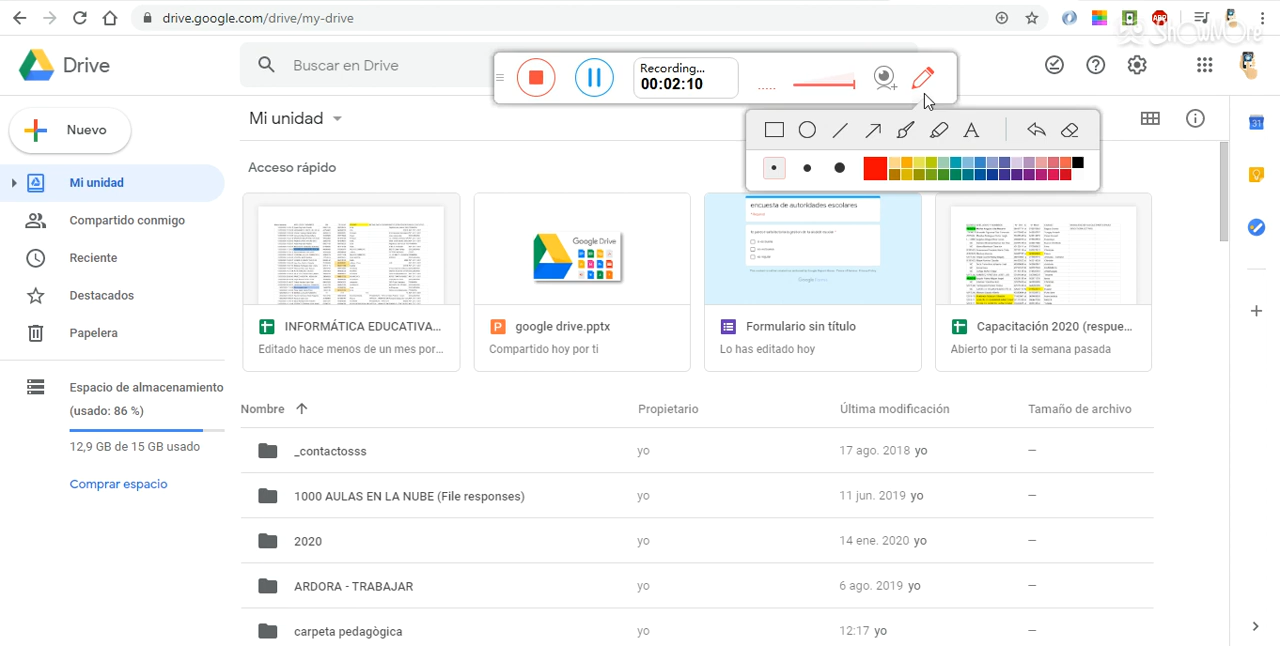 drive.google.com/drive/my-drive
ABP
ShowMore
Drive
Buscar en Drive
Recording...
00:02:10
Nuevo
Mi unidad
A
31
Acceso rápido
Mi unidad
Compartido conmigo
Reciente
Destacados
Papelera
Espacio de almacenamiento
(usado: 86 %)
12,9 GB de 15 GB usado
Comprar espacio
Google Drive
encuesta de autoridades escolares
Google
INFORMÁTICA EDUCATIVA...
Editado hace menos de un mes por...
P google drive.pptx
Compartido hoy por ti
Formulario sin título
Lo has editado hoy
Capacitación 2020 (respue...
Abierto por ti la semana pasada
Nombre Propietario Última modificación Tamaño de archivo
_contactosss yo 17 ago. 2018 yo —
1000 AULAS EN LA NUBE (File responses) yo 11 jun. 2019 yo —
2020 yo 14 ene. 2020 yo —
ARDORA - TRABAJAR yo 6 ago. 2019 yo —
carpeta pedagògica yo 12:17 yo —